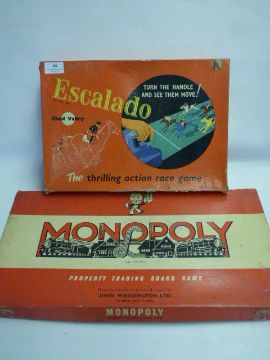 Escalado
TURN THE HANDLE
AND SEE THEM MOVE!
Chad Valley
The thrilling action race game
MONOPOLY
PROPERTY TRADING BOARD GAME
JOHN WADDINGTON LTD.
MONOPOLY